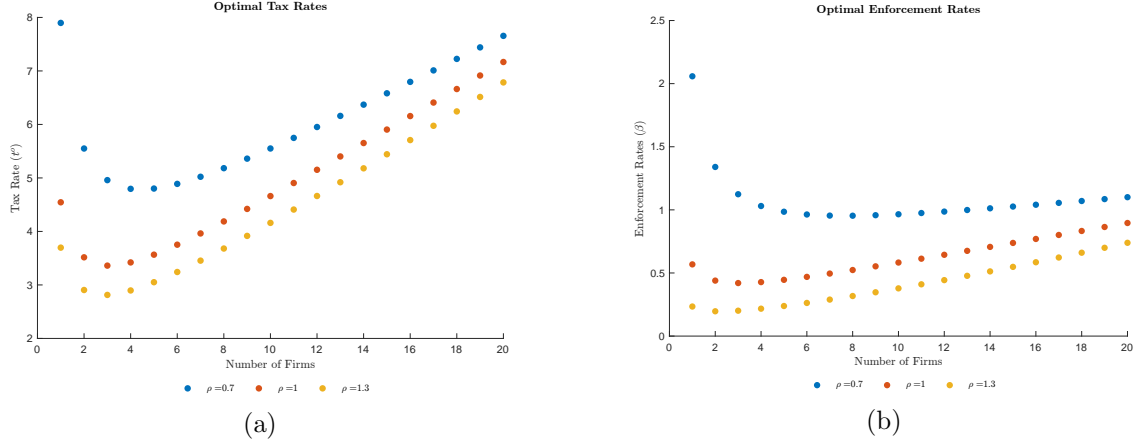 Optimal Tax Rates
8
7
6
5
4
3
2
Tax Rate (t^o)
0 2 4 6 8 10 12 14 16 18 20
Number of Firms
ρ =0.7 ρ =1 ρ =1.3
(a)
Optimal Enforcement Rates
2.5
2
1.5
1
0.5
0
Enforcement Rates (β)
0 2 4 6 8 10 12 14 16 18 20
Number of Firms
ρ =0.7 ρ =1 ρ =1.3
(b)